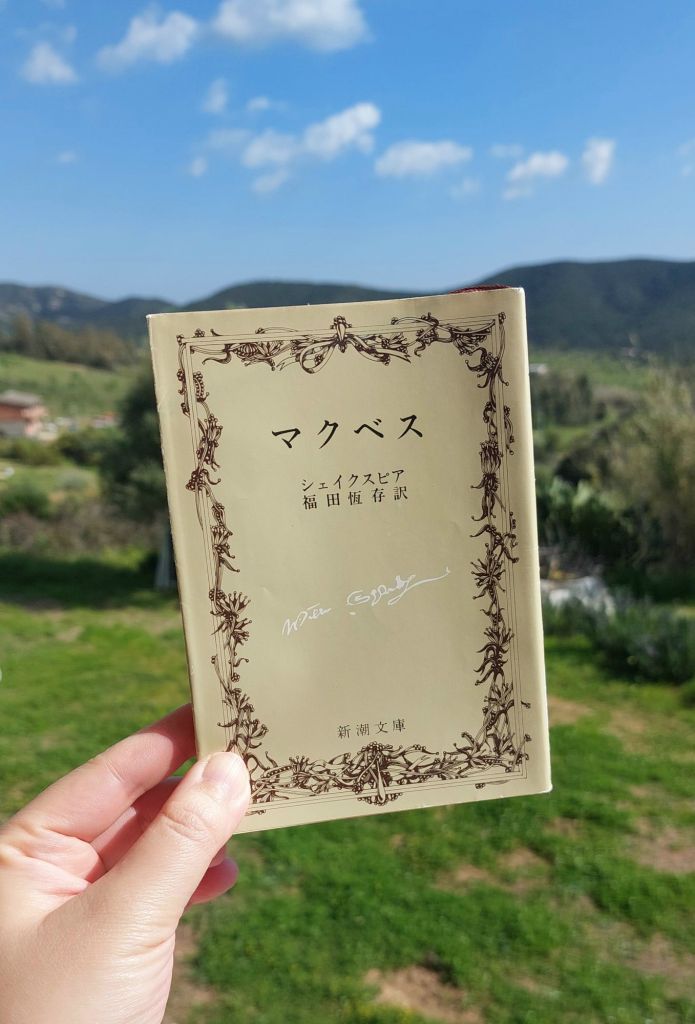 マクベス
シェイクスピア
福田恆存訳
新潮文庫